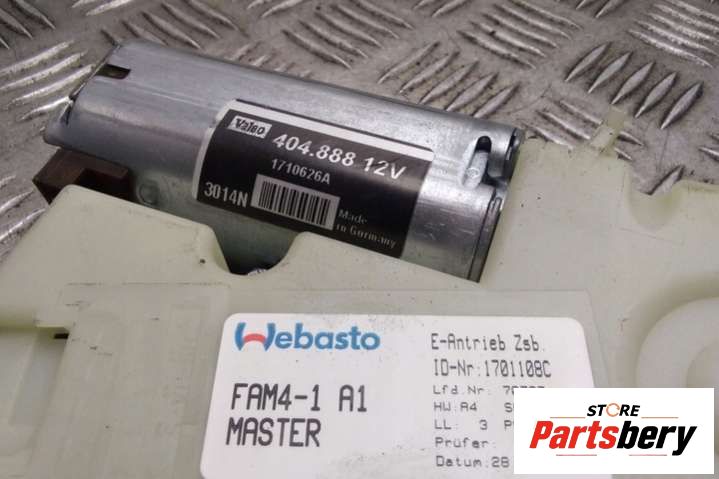 Valeo
404.888 12V
1710626A
3014N
Made
in Germany
Webasto
FAM4-1 A1
MASTER
E-Antrieb Zsb.
ID-Nr:1701108C
Lfd.Nr:
HW:A4
LL: 3
Prüfer:
Datum:28
STORE
Partsbery